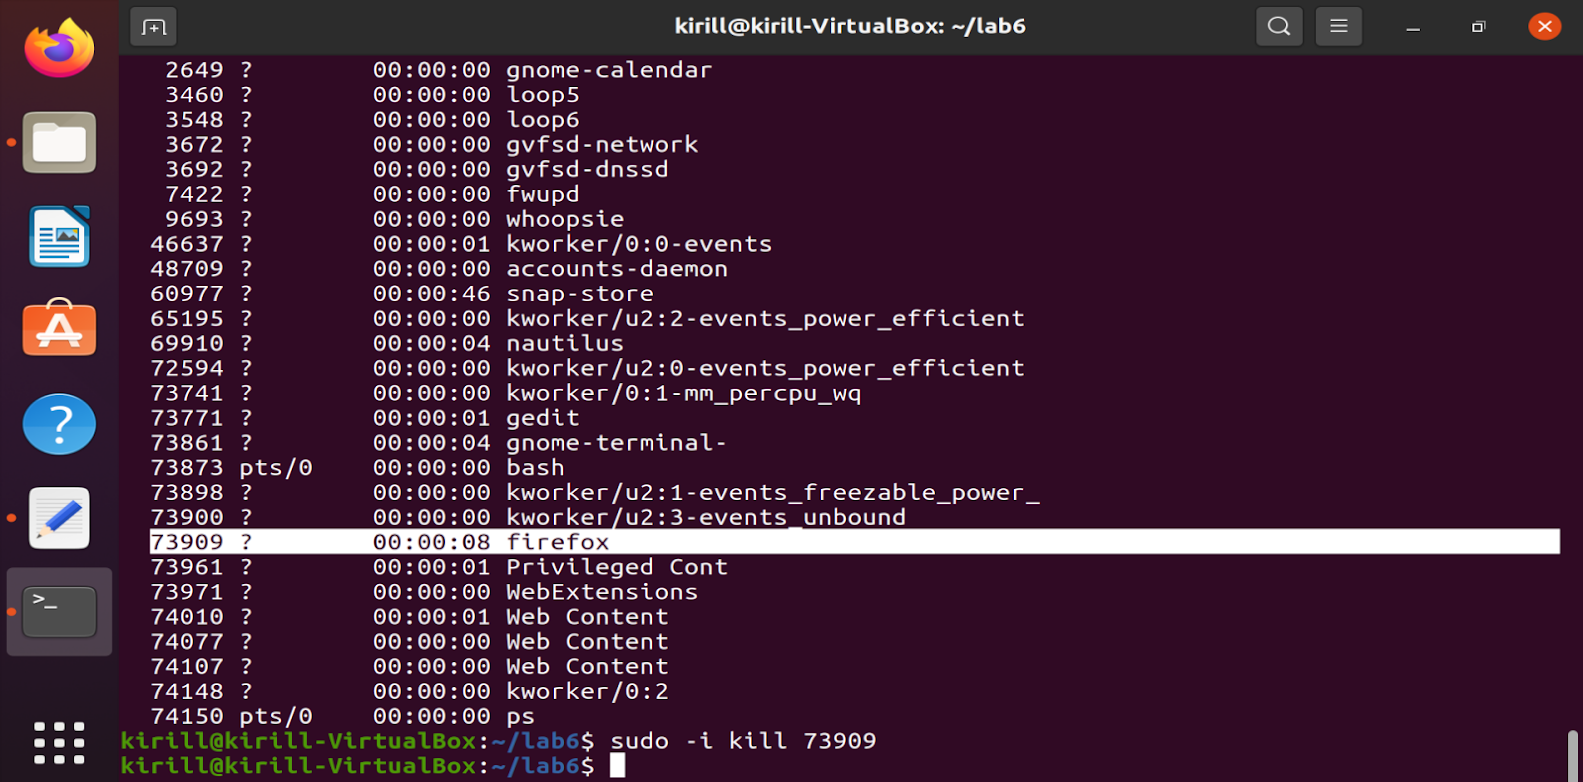 kirill@kirill-VirtualBox: ~/lab6
2649 ? 00:00:00 gnome-calendar
3460 ? 00:00:00 loop5
3548 ? 00:00:00 loop6
3672 ? 00:00:00 gvfsd-network
3692 ? 00:00:00 gvfsd-dnssd
7422 ? 00:00:00 fwupd
9693 ? 00:00:00 whoopsie
46637 ? 00:00:01 kworker/0:0-events
48709 ? 00:00:00 accounts-daemon
60977 ? 00:00:46 snap-store
65195 ? 00:00:00 kworker/u2:2-events_power_efficient
69910 ? 00:00:04 nautilus
72594 ? 00:00:00 kworker/u2:0-events_power_efficient
73741 ? 00:00:00 kworker/0:1-mm_percpu_wq
73771 ? 00:00:01 gedit
73861 ? 00:00:04 gnome-terminal-
73873 pts/0 00:00:00 bash
73898 ? 00:00:00 kworker/u2:1-events_freezable_power_
73900 ? 00:00:00 kworker/u2:3-events_unbound
73909 ? 00:00:08 firefox
73961 ? 00:00:01 Privileged Cont
73971 ? 00:00:00 WebExtensions
74010 ? 00:00:01 Web Content
74077 ? 00:00:00 Web Content
74107 ? 00:00:00 Web Content
74148 ? 00:00:00 kworker/0:2
74150 pts/0 00:00:00 ps
kirill@kirill-VirtualBox:~/lab6$ sudo -i kill 73909
kirill@kirill-VirtualBox:~/lab6$